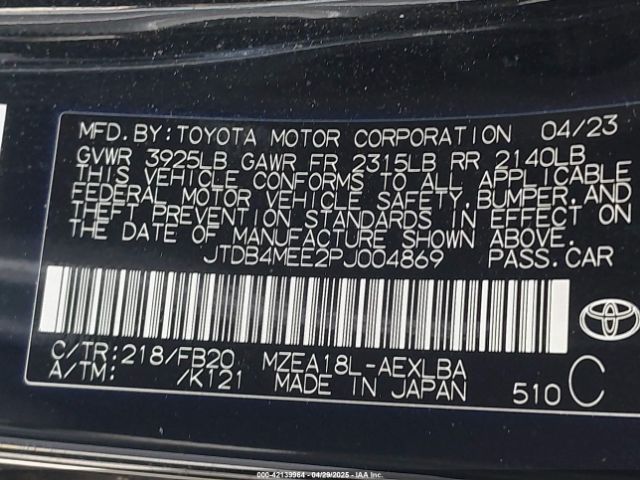 MFD. BY: TOYOTA MOTOR CORPORATION 04/23
GVWR 3925LB GAWR FR 2315LB RR 2140LB
THIS VEHICLE CONFORMS TO ALL APPLICABLE
FEDERAL MOTOR VEHICLE SAFETY, BUMPER, AND
THEFT PREVENTION STANDARDS IN EFFECT ON
THE DATE OF MANUFACTURE SHOWN ABOVE.
JTDB4MEE2PJ004869 PASS. CAR
C/TR: 218/FB20 MZEA18L-AEXLBA
A/TM: /K121 MADE IN JAPAN 510 C
000-42139964 - 04/29/2025 - IAAI.com